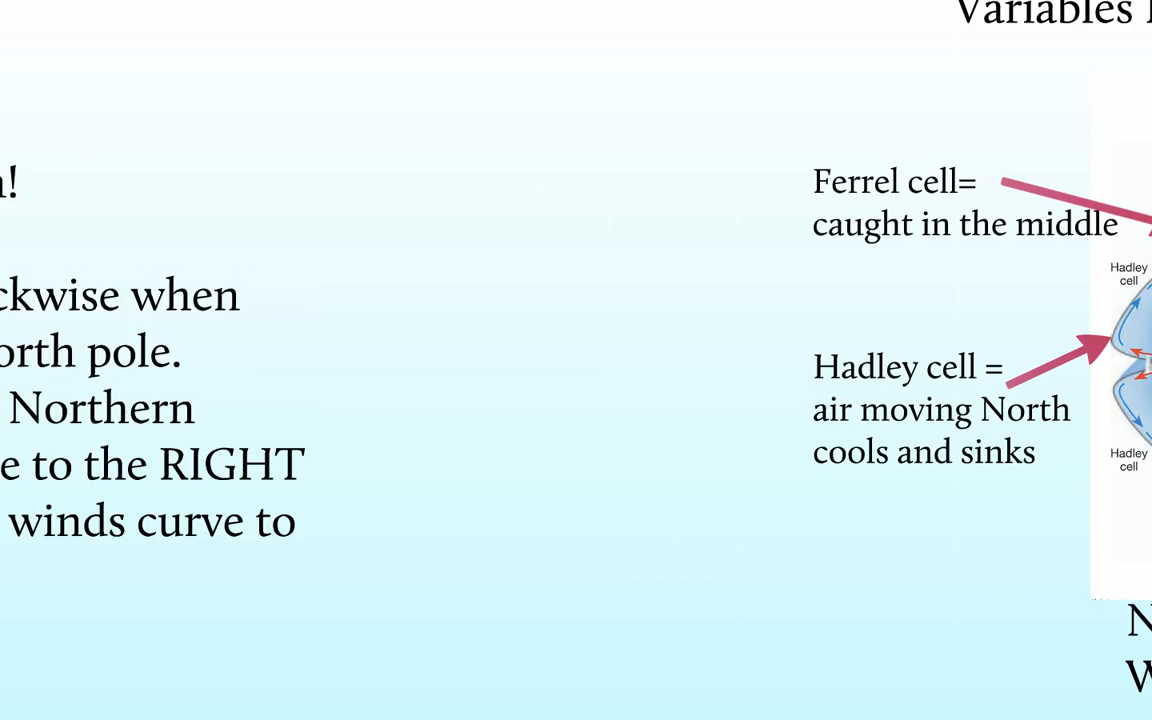 Variables
!
ckwise when
orth pole.
Northern
e to the RIGHT
winds curve to
Ferrel cell=
caught in the middle
Hadley
cell
Hadley cell =
air moving North
cools and sinks
Hadley
cell